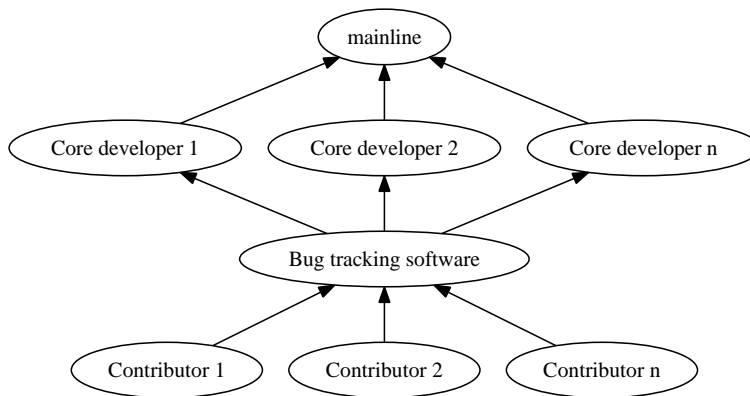 mainline
Core developer 1
Core developer 2
Core developer n
Bug tracking software
Contributor 1
Contributor 2
Contributor n